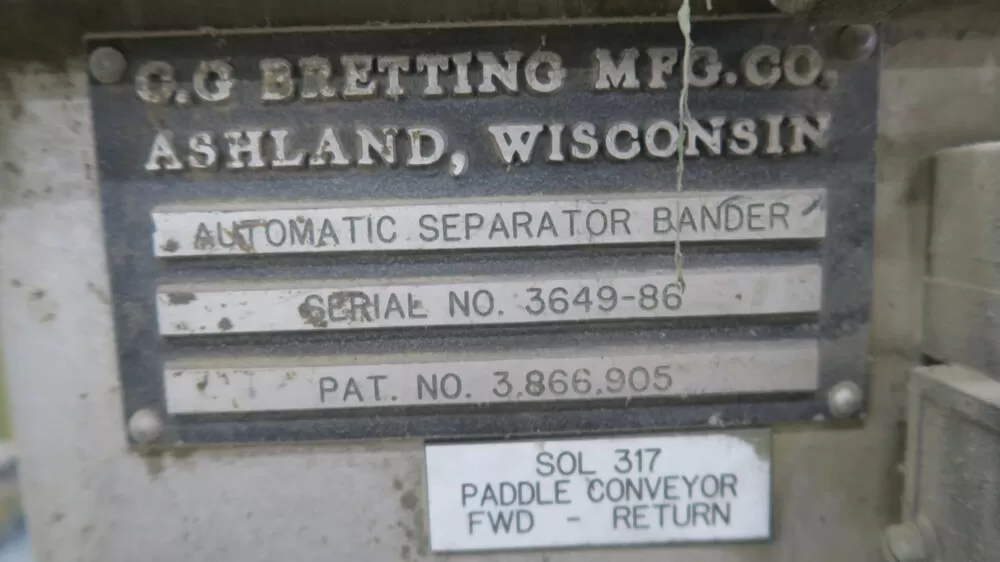 C.G BRETTING MFG.CO.
ASHLAND, WISCONSIN
AUTOMATIC SEPARATOR BANDER
SERIAL NO. 3649-86
PAT. NO. 3,866,905
SOL 317
PADDLE CONVEYOR
FWD - RETURN